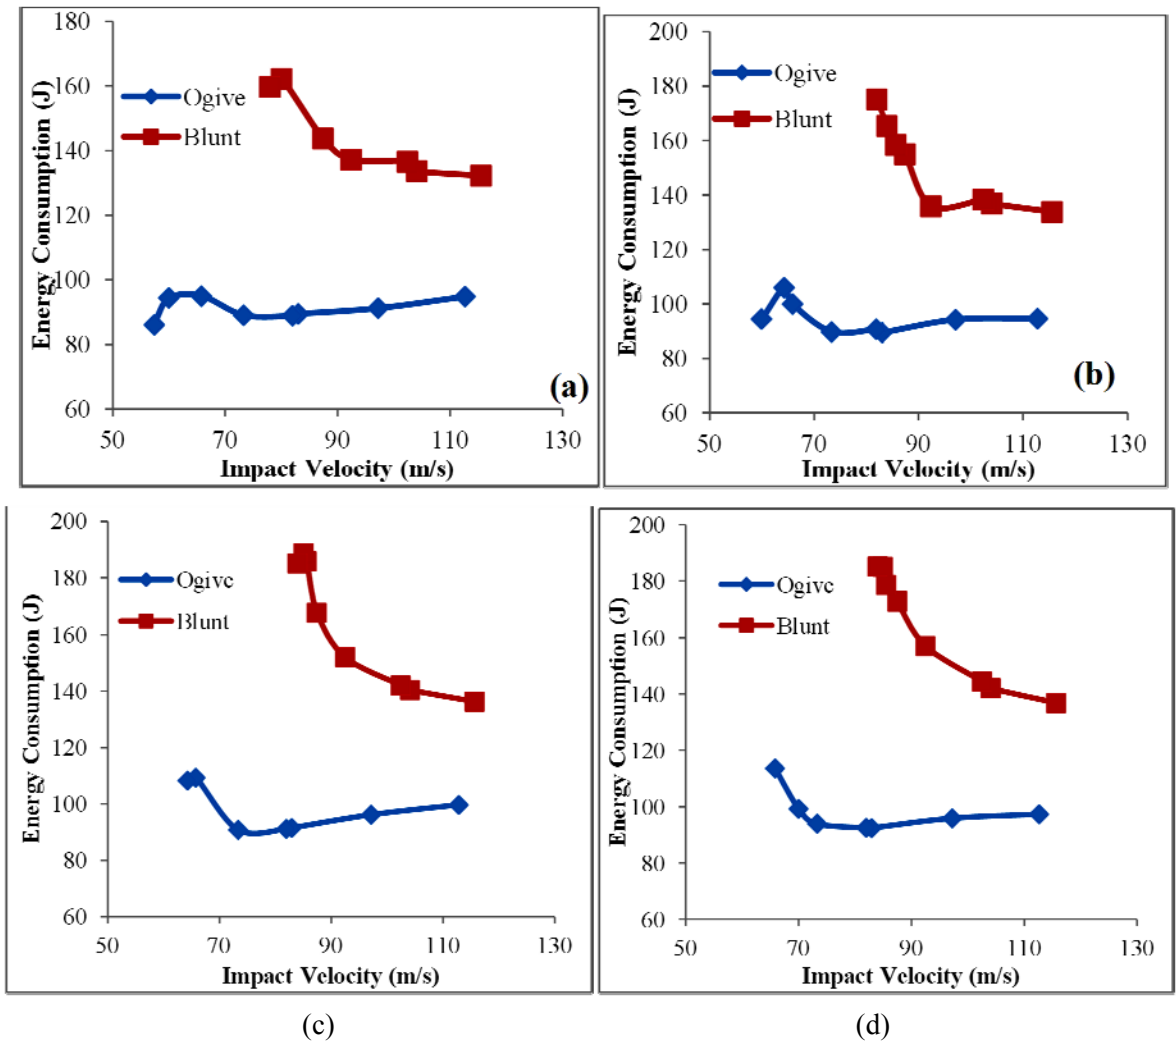 180
160
140
120
100
80
60
50 70 90 110 130
Energy Consumption (J)
Impact Velocity (m/s)
Ogive
Blunt
(a)
200
180
160
140
120
100
80
60
50 70 90 110 130
Energy Consumption (J)
Impact Velocity (m/s)
Ogive
Blunt
(b)
200
180
160
140
120
100
80
60
50 70 90 110 130
Energy Consumption (J)
Impact Velocity (m/s)
Ogive
Blunt
(c)
200
180
160
140
120
100
80
60
50 70 90 110 130
Energy Consumption (J)
Impact Velocity (m/s)
Ogive
Blunt
(d)